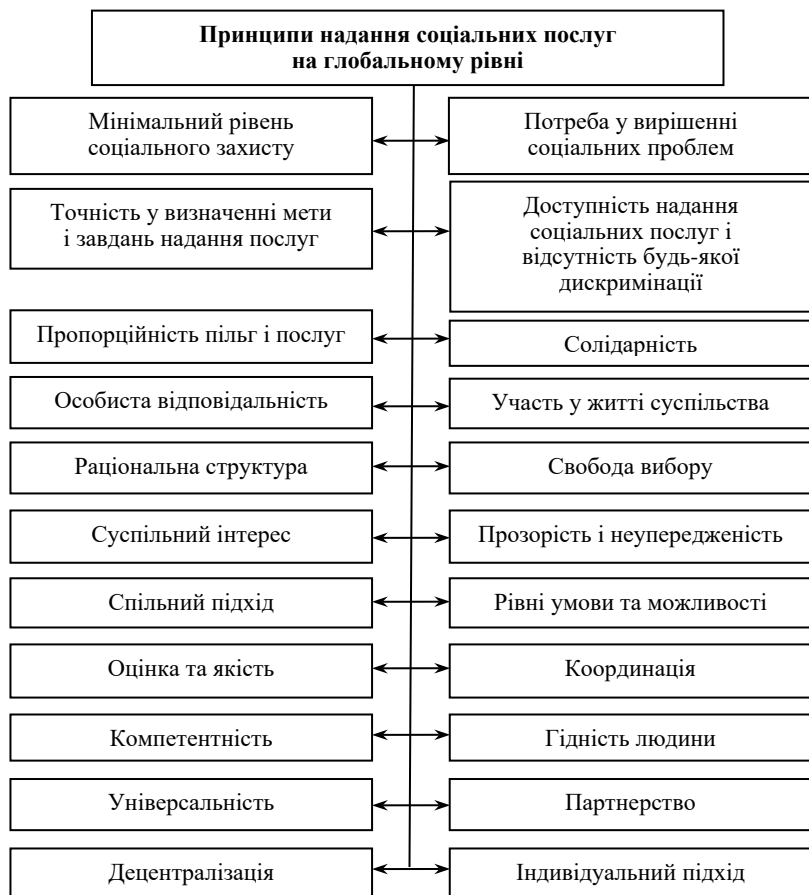 Принципи надання соціальних послуг
на глобальному рівні
Мінімальний рівень
соціального захисту
Потреба у вирішенні
соціальних проблем
Точність у визначенні мети
і завдань надання послуг
Доступність надання
соціальних послуг і
відсутність будь-якої
дискримінації
Пропорційність пільг і послуг
Солідарність
Особиста відповідальність
Участь у житті суспільства
Раціональна структура
Свобода вибору
Суспільний інтерес
Прозорість і неупередженість
Спільний підхід
Рівні умови та можливості
Оцінка та якість
Координація
Компетентність
Гідність людини
Універсальність
Партнерство
Децентралізація
Індивідуальний підхід